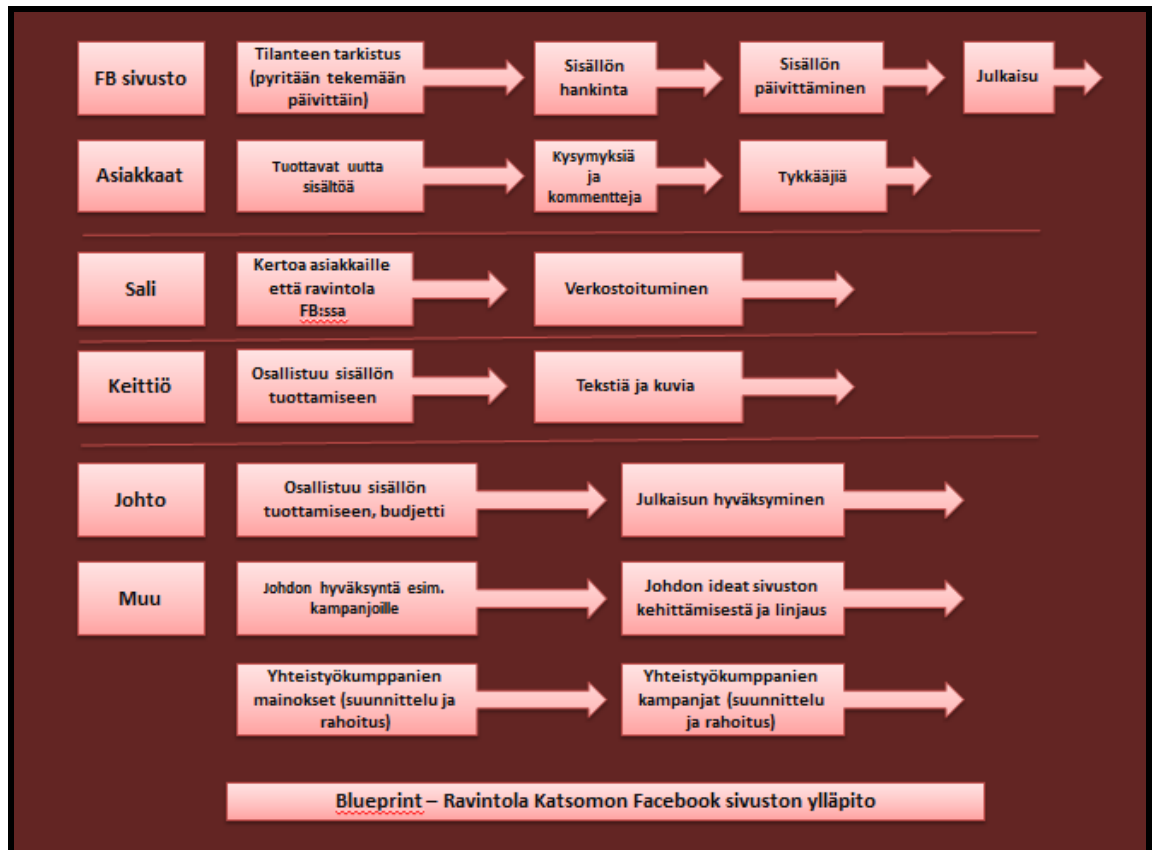 FB sivusto
Tilanteen tarkistus
(pyritään tekemään
päivittäin)
Sisällön
hankinta
Sisällön
päivittäminen
Julkaisu
Asiakkaat
Tuottavat uutta
sisältöä
Kysymyksiä
ja
kommentteja
Tykkääjiä
Sali
Kertoa asiakkaille
että ravintola
FB:ssa
Verkostoituminen
Keittiö
Osallistuu sisällön
tuottamiseen
Tekstiä ja kuvia
Johto
Osallistuu sisällön
tuottamiseen, budjetti
Julkaisun hyväksyminen
Muu
Johdon hyväksyntä esim.
kampanjoille
Johdon ideat sivuston
kehittämisestä ja linjaus
Yhteistyökumppanien
mainokset (suunnittelu ja
rahoitus)
Yhteistyökumppanien
kampanjat (suunnittelu
ja rahoitus)
Blueprint – Ravintola Katsomon Facebook sivuston ylläpito